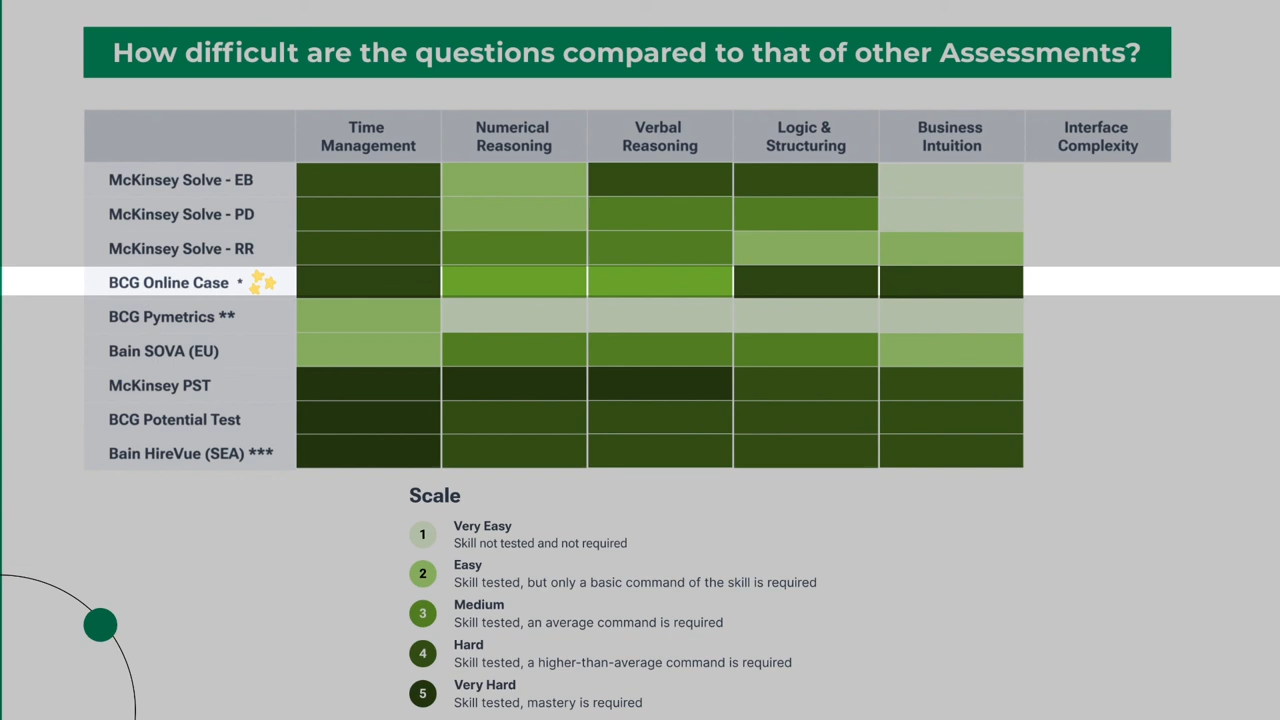 How difficult are the questions compared to that of other Assessments?
Time Management
Numerical Reasoning
Verbal Reasoning
Logic & Structuring
Business Intuition
Interface Complexity
McKinsey Solve - EB
McKinsey Solve - PD
McKinsey Solve - RR
BCG Online Case *
BCG Pymetrics **
Bain SOVA (EU)
McKinsey PST
BCG Potential Test
Bain HireVue (SEA) ***
Scale
1 Very Easy
Skill not tested and not required
2 Easy
Skill tested, but only a basic command of the skill is required
3 Medium
Skill tested, an average command is required
4 Hard
Skill tested, a higher-than-average command is required
5 Very Hard
Skill tested, mastery is required